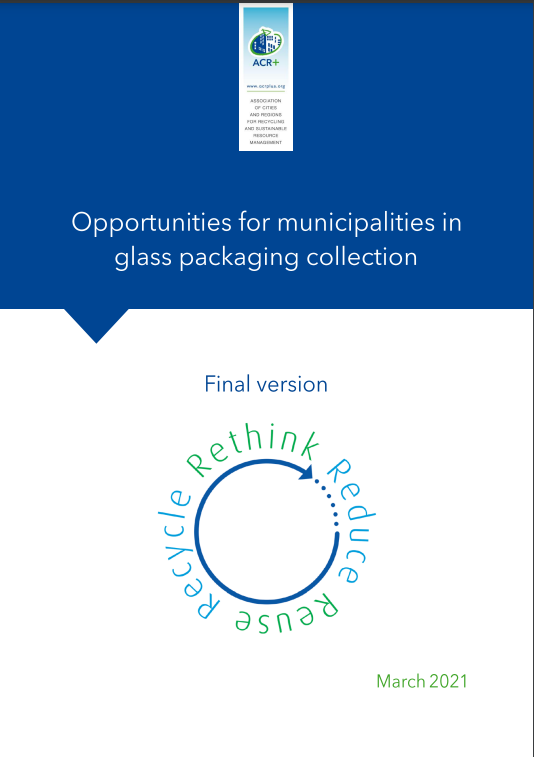 ACR+
www.acrplus.org
ASSOCIATION
OF CITIES
AND REGIONS
FOR RECYCLING
AND SUSTAINABLE
RESOURCE
MANAGEMENT
Opportunities for municipalities in
glass packaging collection
Final version
Rethink
Reduce
Reuse
Recycle
March 2021